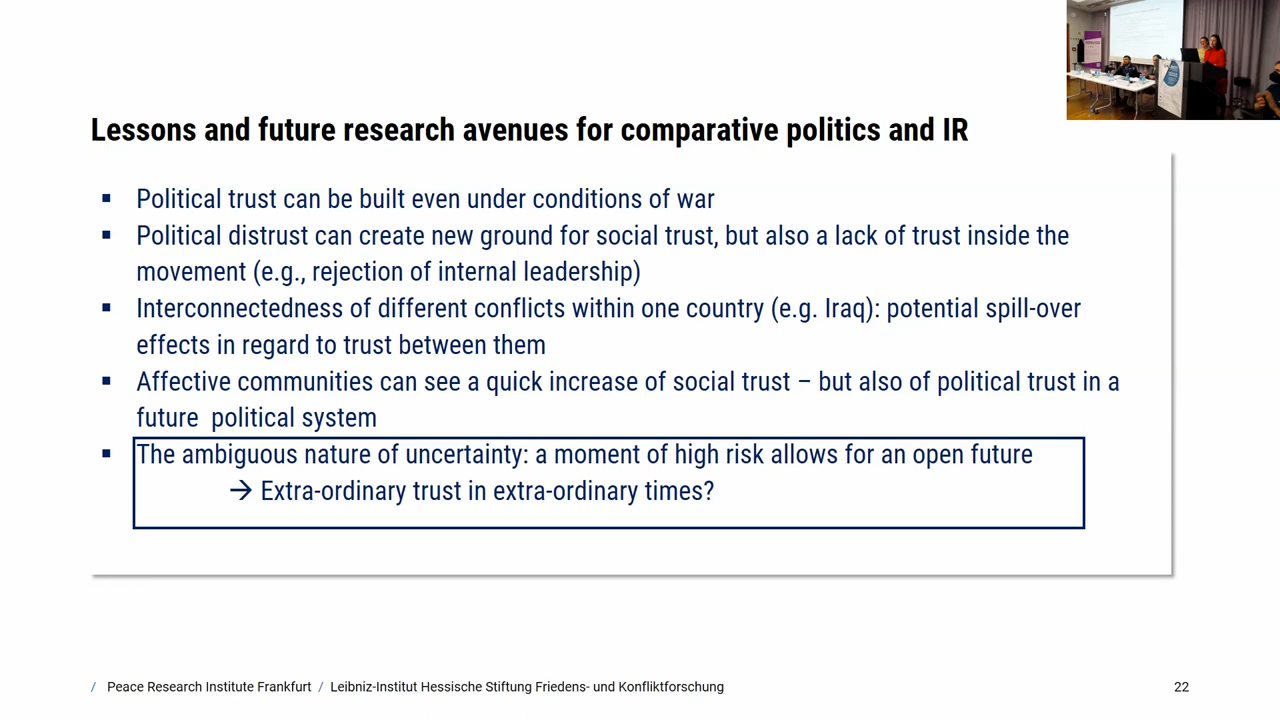 Lessons and future research avenues for comparative politics and IR
▪ Political trust can be built even under conditions of war
▪ Political distrust can create new ground for social trust, but also a lack of trust inside the
movement (e.g., rejection of internal leadership)
▪ Interconnectedness of different conflicts within one country (e.g. Iraq): potential spill-over
effects in regard to trust between them
▪ Affective communities can see a quick increase of social trust – but also of political trust in a
future  political system
▪ The ambiguous nature of uncertainty: a moment of high risk allows for an open future
→ Extra-ordinary trust in extra-ordinary times?
/ Peace Research Institute Frankfurt / Leibniz-Institut Hessische Stiftung Friedens- und Konfliktforschung
22